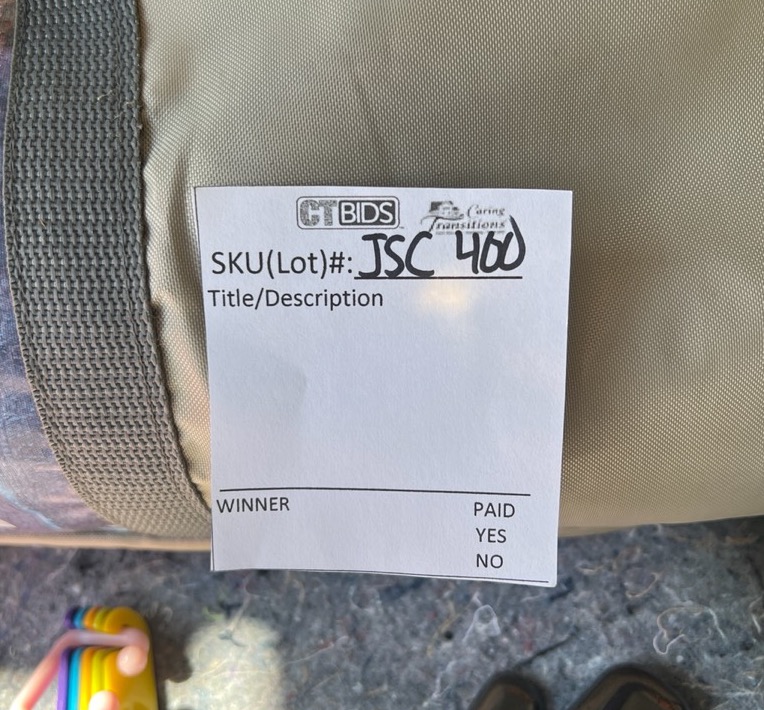 CTBIDS
Caring
Transitions
SKU(Lot)#: JSC 400
Title/Description
WINNER
PAID
YES
NO